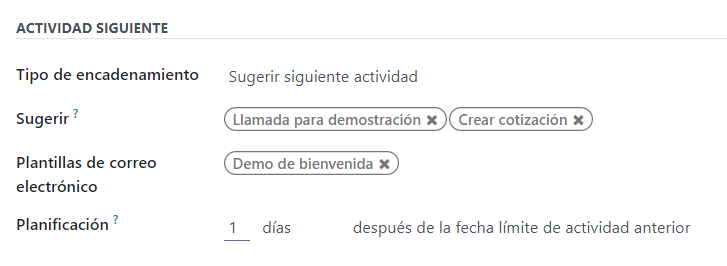 ACTIVIDAD SIGUIENTE
Tipo de encadenamiento Sugerir siguiente actividad
Sugerir ? Llamada para demostración ✖ Crear cotización ✖
Plantillas de correo electrónico Demo de bienvenida ✖
Planificación ? 1 días después de la fecha límite de actividad anterior